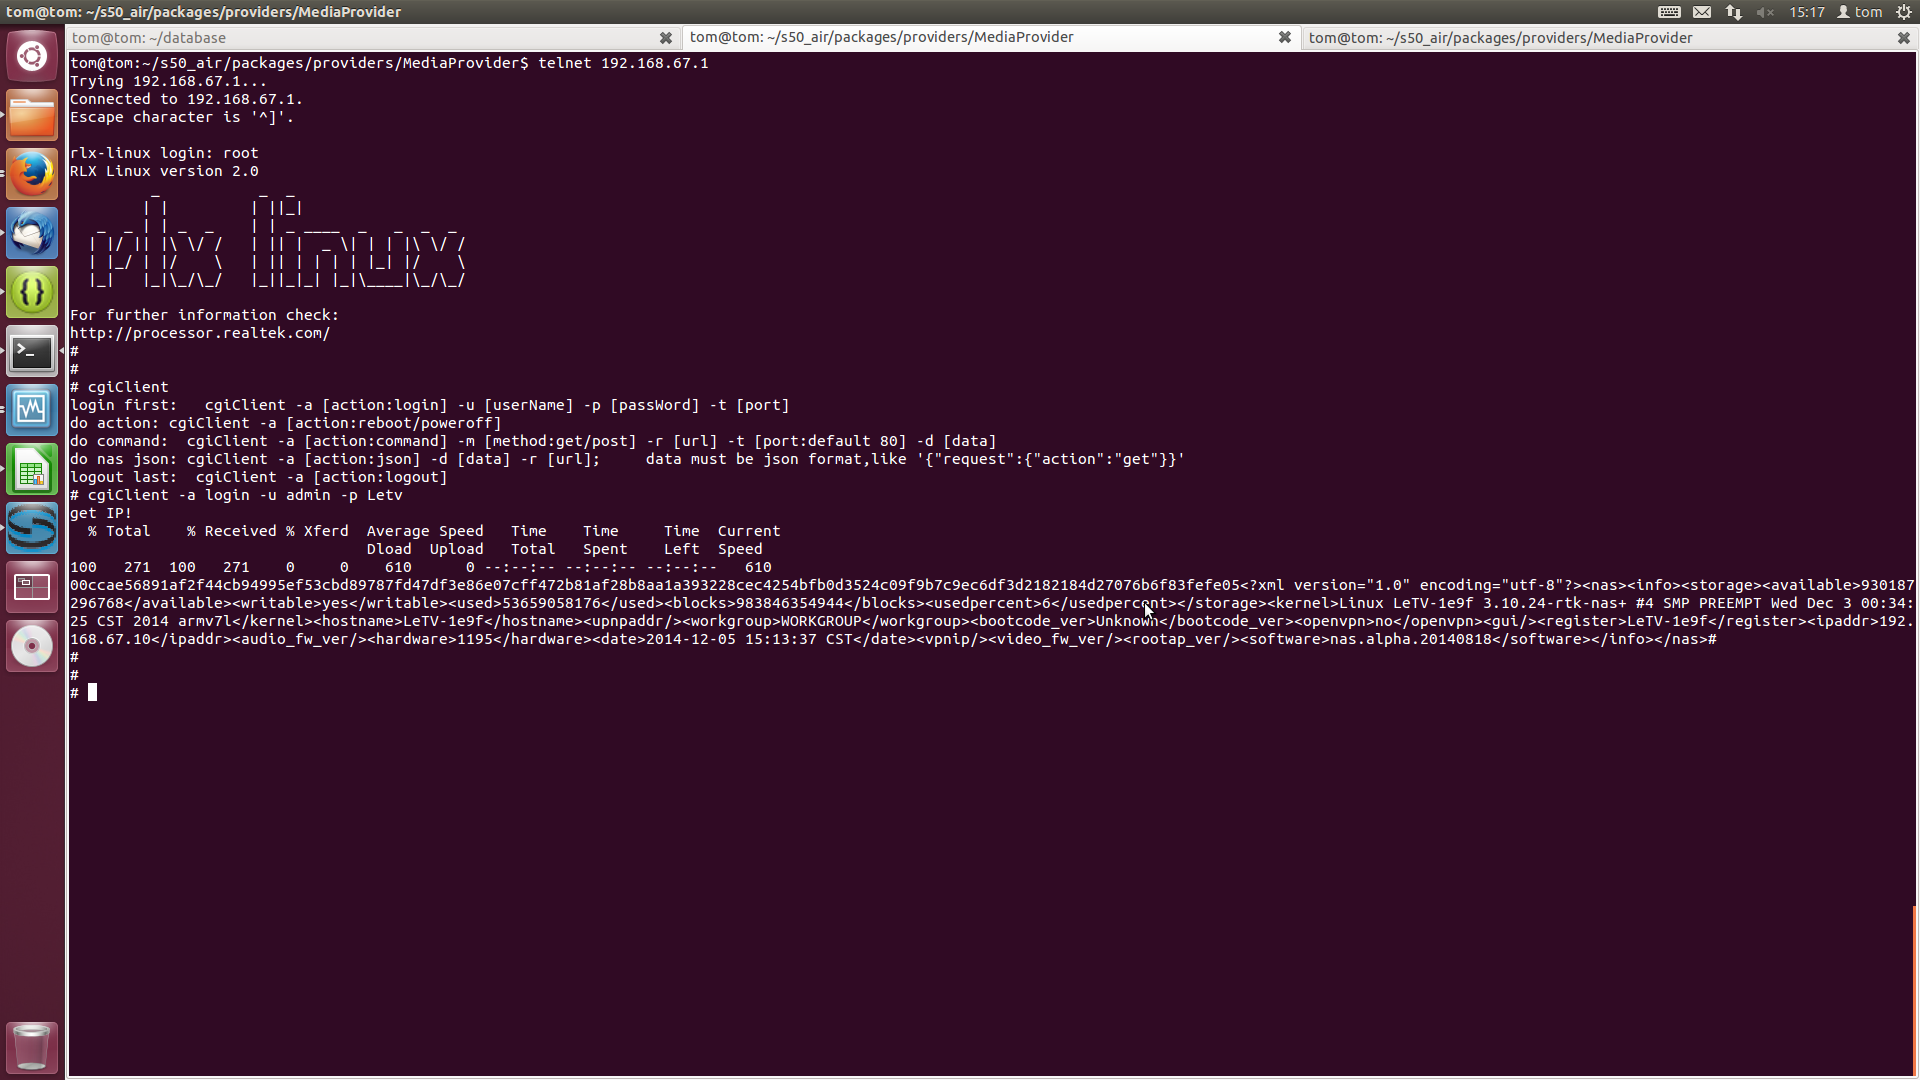 tom@tom: ~/s50_air/packages/providers/MediaProvider
15:17
tom
tom@tom: ~/database
tom@tom: ~/s50_air/packages/providers/MediaProvider
tom@tom: ~/s50_air/packages/providers/MediaProvider
tom@tom:~/s50_air/packages/providers/MediaProvider$ telnet 192.168.67.1
Trying 192.168.67.1...
Connected to 192.168.67.1.
Escape character is '^]'.
rlx-linux login: root
RLX Linux version 2.0
rlx linux
For further information check:
http://processor.realtek.com/
#
#
# cgiClient
login first:   cgiClient -a [action:login] -u [userName] -p [passWord] -t [port]
do action: cgiClient -a [action:reboot/poweroff]
do command:  cgiClient -a [action:command] -m [method:get/post] -r [url] -t [port:default 80] -d [data]
do nas json: cgiClient -a [action:json] -d [data] -r [url];     data must be json format,like '{"request":{"action":"get"}}'
logout last:  cgiClient -a [action:logout]
# cgiClient -a login -u admin -p Letv
get IP!
  % Total    % Received % Xferd  Average Speed   Time    Time     Time  Current
                                 Dload  Upload   Total   Spent    Left  Speed
100   271  100   271    0     0    610      0 --:--:-- --:--:-- --:--:--   610
00ccae56891af2f44cb94995ef53cbd89787fd47df3e86e07cff472b81af28b8aa1a393228cec4254bfb0d3524c09f9b7c9ec6df3d2182184d27076b6f83fefe05<?xml version="1.0" encoding="utf-8"?><nas><info><storage><available>930187
296768</available><writable>yes</writable><used>53659058176</used><blocks>983846354944</blocks><usedpercent>6</usedpercent></storage><kernel>Linux LeTV-1e9f 3.10.24-rtk-nas+ #4 SMP PREEMPT Wed Dec 3 00:34:
25 CST 2014 armv7l</kernel><hostname>LeTV-1e9f</hostname><upnpaddr/><workgroup>WORKGROUP</workgroup><bootcode_ver>Unknown</bootcode_ver><openvpn>no</openvpn><gui/><register>LeTV-1e9f</register><ipaddr>192.
168.67.10</ipaddr><audio_fw_ver/><hardware>1195</hardware><date>2014-12-05 15:13:37 CST</date><vpnip/><video_fw_ver/><rootap_ver/><software>nas.alpha.20140818</software></info></nas>#
#
#
#